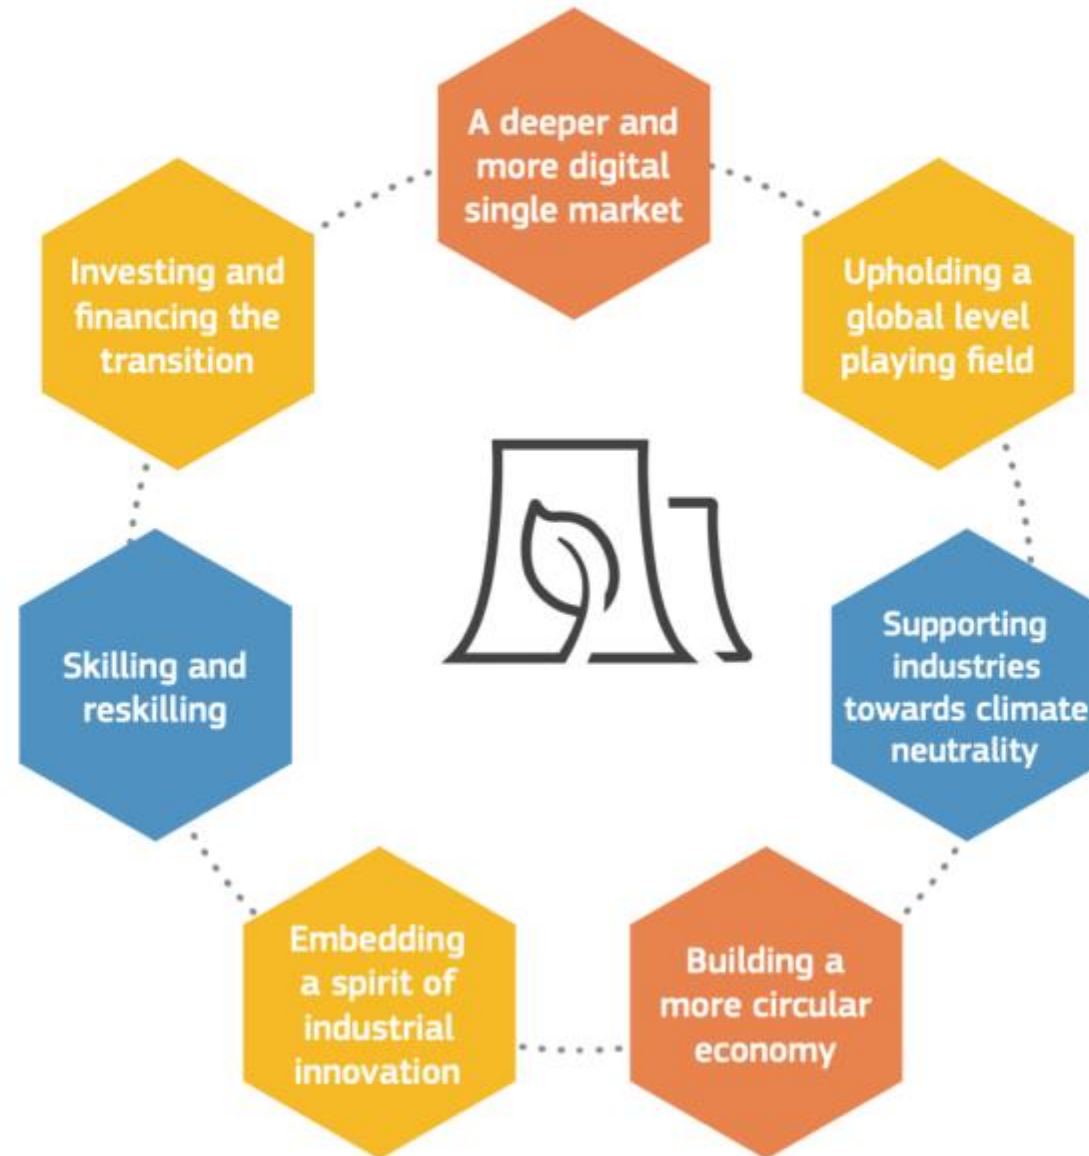 A deeper and
more digital
single market
Upholding a
global level
playing field
Supporting
industries
towards climate
neutrality
Building a
more circular
economy
Embedding
a spirit of
industrial
innovation
Skilling and
reskilling
Investing and
financing the
transition